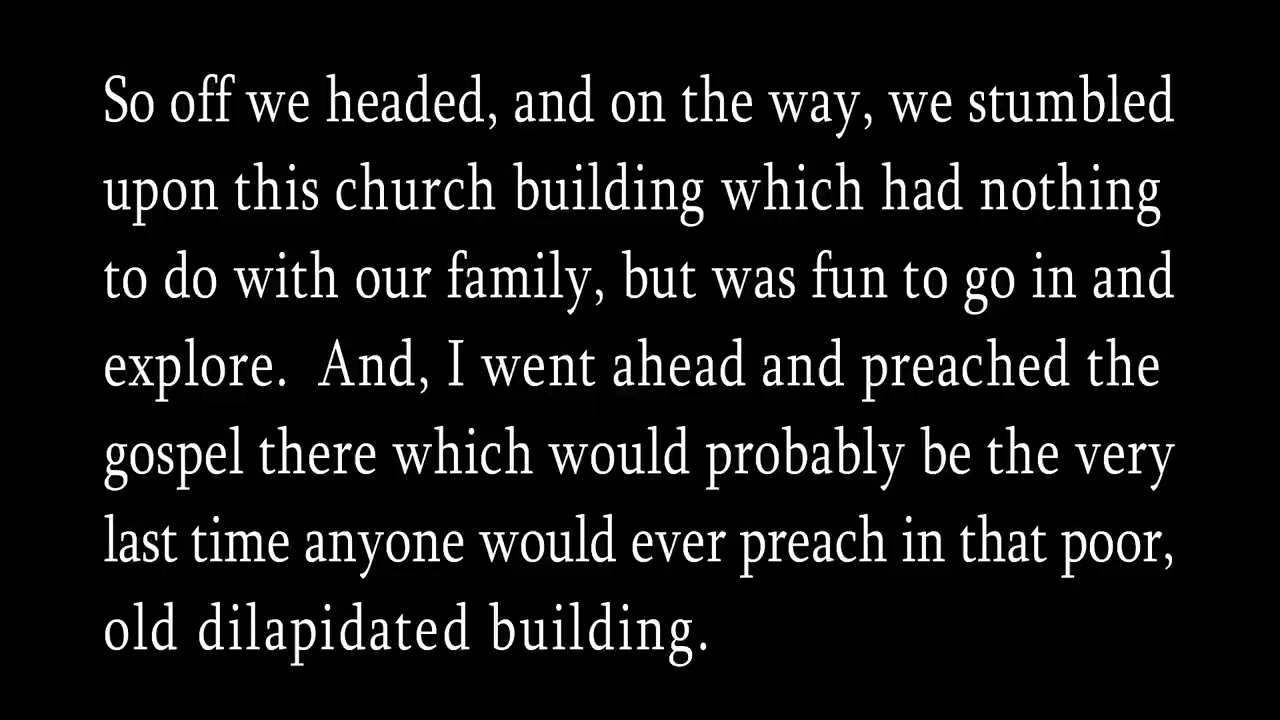 So off we headed, and on the way, we stumbled
upon this church building which had nothing
to do with our family, but was fun to go in and
explore.  And, I went ahead and preached the
gospel there which would probably be the very
last time anyone would ever preach in that poor,
old dilapidated building.